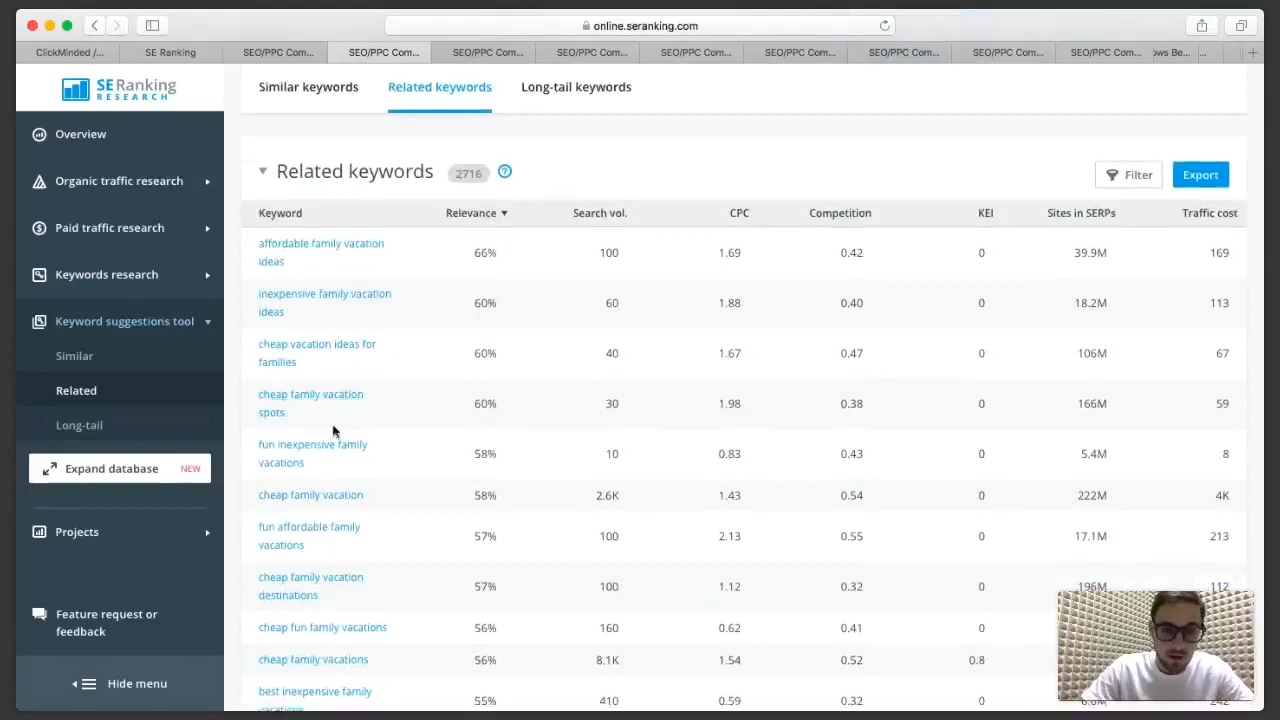 online.seranking.com
ClickMinded /... SE Ranking SEO/PPC Com... SEO/PPC Com... SEO/PPC Com... SEO/PPC Com... SEO/PPC Com... SEO/PPC Com... SEO/PPC Com... SEO/PPC Com... SEO/PPC Com... ows Be... ...
SE Ranking
RESEARCH
Overview
Organic traffic research
Paid traffic research
Keywords research
Keyword suggestions tool
Similar
Related
Long-tail
Expand database NEW
Projects
Feature request or
feedback
Hide menu
Similar keywords Related keywords Long-tail keywords
Related keywords 2716 ? Filter Export
Keyword Relevance Search vol. CPC Competition KEI Sites in SERPs Traffic cost
affordable family vacation
ideas 66% 100 1.69 0.42 0 39.9M 169
inexpensive family vacation
ideas 60% 60 1.88 0.40 0 18.2M 113
cheap vacation ideas for
families 60% 40 1.67 0.47 0 106M 67
cheap family vacation
spots 60% 30 1.98 0.38 0 166M 59
fun inexpensive family
vacations 58% 10 0.83 0.43 0 5.4M 8
cheap family vacation 58% 2.6K 1.43 0.54 0 222M 4K
fun affordable family
vacations 57% 100 2.13 0.55 0 17.1M 213
cheap family vacation
destinations 57% 100 1.12 0.32 0 196M 112
cheap fun family vacations 56% 160 0.62 0.41 0
cheap family vacations 56% 8.1K 1.54 0.52 0.8
best inexpensive family
vacations 55% 410 0.59 0.32 0 242